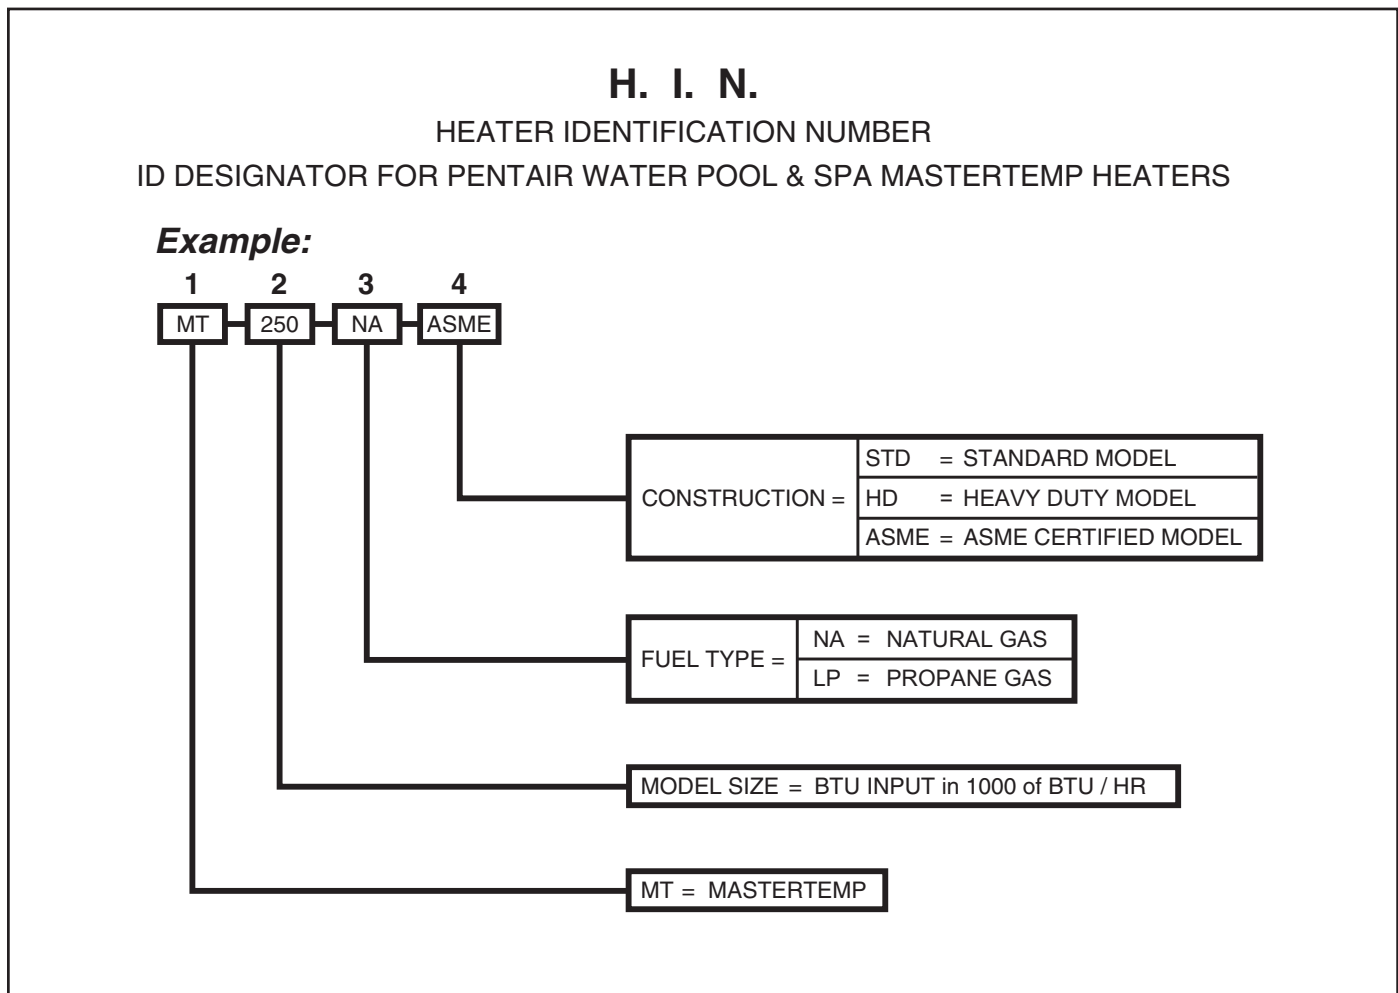 H. I. N.
HEATER IDENTIFICATION NUMBER
ID DESIGNATOR FOR PENTAIR WATER POOL & SPA MASTERTEMP HEATERS
Example:
1 2 3 4
MT 250 NA ASME
CONSTRUCTION =
STD = STANDARD MODEL
HD = HEAVY DUTY MODEL
ASME = ASME CERTIFIED MODEL
FUEL TYPE =
NA = NATURAL GAS
LP = PROPANE GAS
MODEL SIZE = BTU INPUT in 1000 of BTU / HR
MT = MASTERTEMP